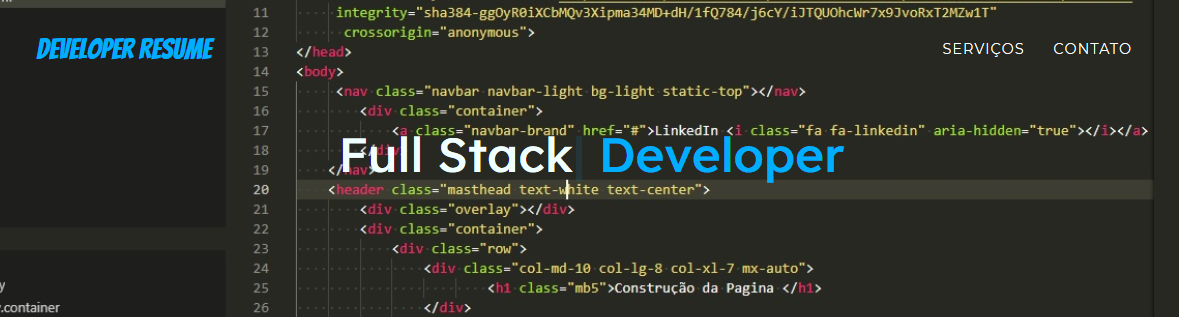 11 integrity="sha384-ggOyR0iXCbMQv3Xipma34MD+dH/1fQ784/j6cY/iJTQUOhcWr7x9JvoRxT2MZw1T"
12 crossorigin="anonymous">
DEVELOPER RESUME
SERVIÇOS CONTATO
13 </head>
14 <body>
15 <nav class="navbar navbar-light bg-light static-top"></nav>
16 <div class="container">
17 <a class="navbar-brand" href="#">LinkedIn <i class="fa fa-linkedin" aria-hidden="true"></i></a>
Full Stack Developer
18 </div>
19 </nav>
20 <header class="masthead text-white text-center">
21 <div class="overlay"></div>
22 <div class="container">
23 <div class="row">
24 <div class="col-md-10 col-lg-8 col-xl-7 mx-auto">
25 <h1 class="mb5">Construção da Pagina </h1>
26 </div>
.container